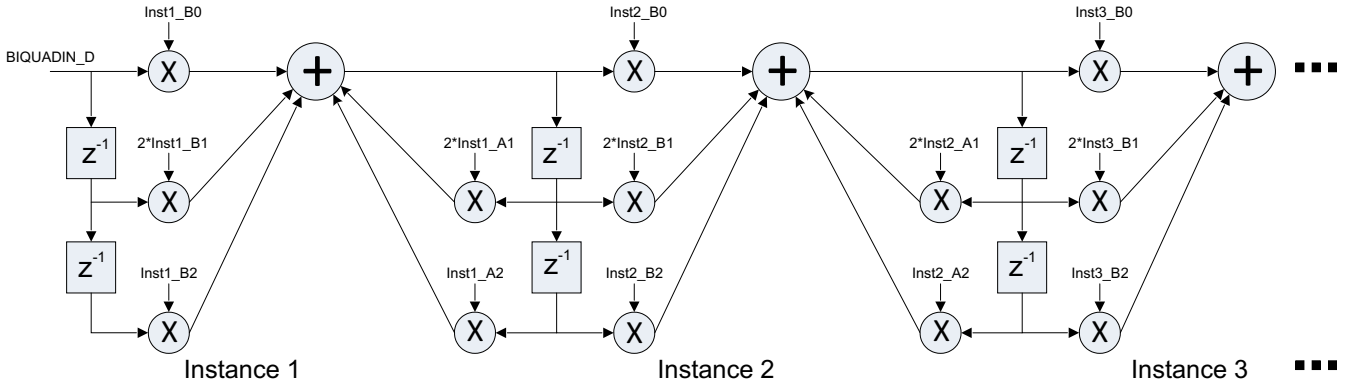 Inst1_B0
Inst2_B0
Inst3_B0
BIQUADIN_D
X
+
X
+
X
+
z-1
2*Inst1_B1
2*Inst1_A1
z-1
2*Inst2_B1
2*Inst2_A1
z-1
2*Inst3_B1
X
X
X
X
X
z-1
Inst1_B2
Inst1_A2
z-1
Inst2_B2
Inst2_A2
z-1
Inst3_B2
X
X
X
X
X
Instance 1
Instance 2
Instance 3